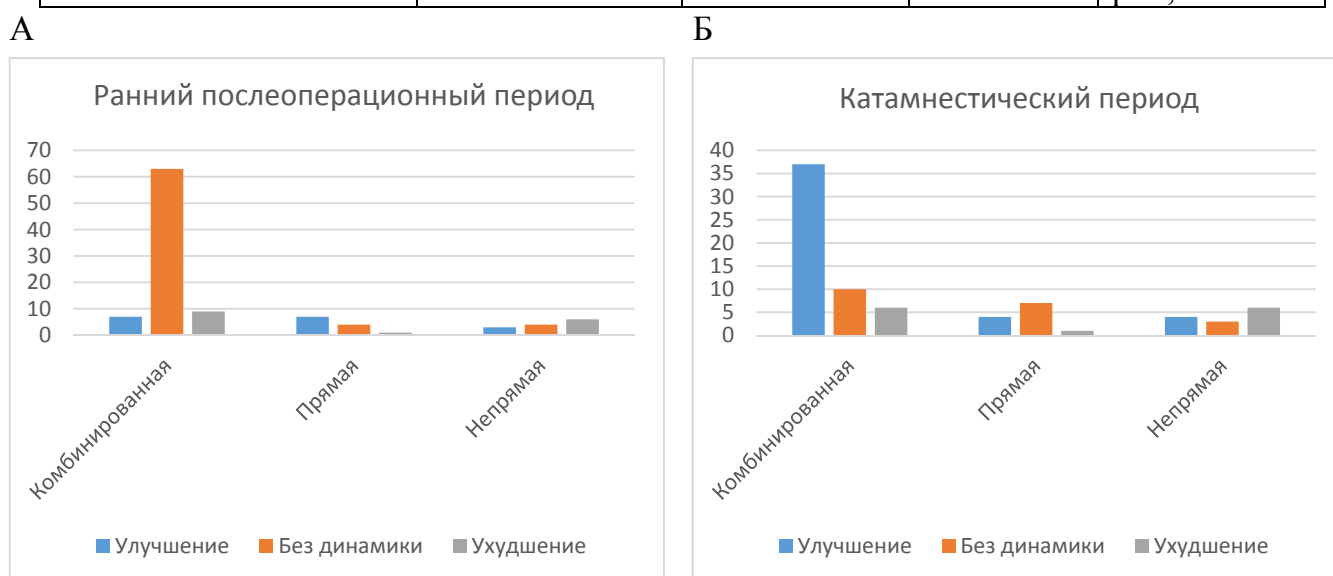 А
Б
Ранний послеоперационный период
70
60
50
40
30
20
10
0
Комбинированная
Прямая
Непрямая
Улучшение Без динамики Ухудшение
Катамнестический период
40
35
30
25
20
15
10
5
0
Комбинированная
Прямая
Непрямая
Улучшение Без динамики Ухудшение